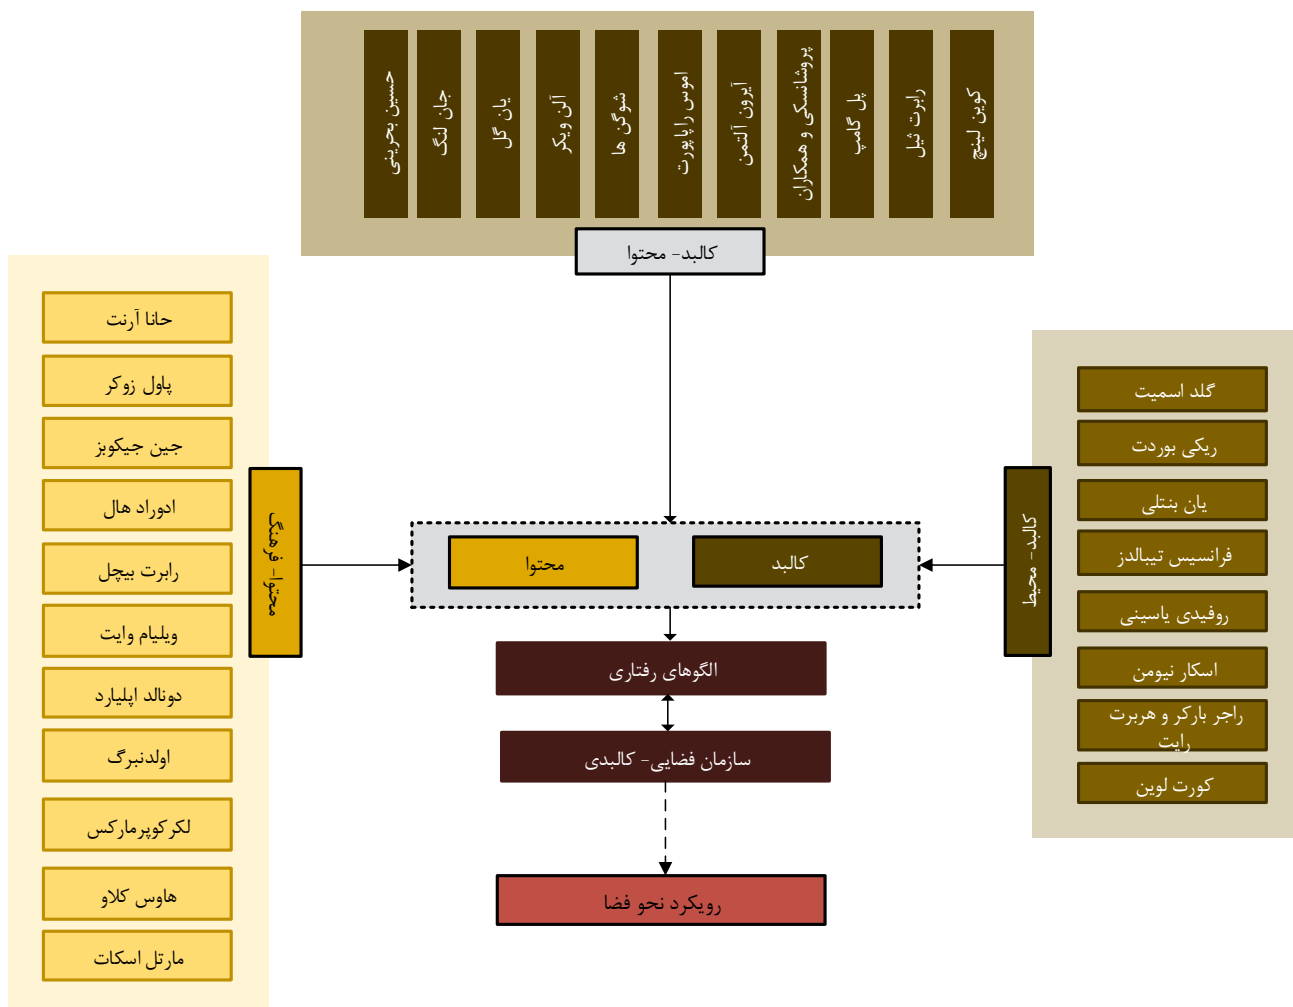 کوین لینچ
رابرت ثیل
پل گامپ
پروشانسکی و همکاران
آیرون آلتمن
اموس راپاپورت
شوگن ها
آلن ویکر
یان گل
جان لنگ
حسین بحرینی
کالبد- محتوا
گلد اسمیت
ریکی بوردت
یان بنتلی
فرانسیس تیبالدز
روفیدی یاسینی
اسکار نیومن
راجر بارکر و هربرت
رایت
کورت لوین
کالبد- محیط
کالبد
محتوا
الگوهای رفتاری
سازمان فضایی- کالبدی
رویکرد نحو فضا
محتوا- فرهنگ
حانا آرنت
پاول زوکر
جین جیکوبز
ادوراد هال
رابرت بیچل
ویلیام وایت
دونالد اپلیارد
اولدنبرگ
لکرکوپرمارکس
هاوس کلاو
مارتل اسکات